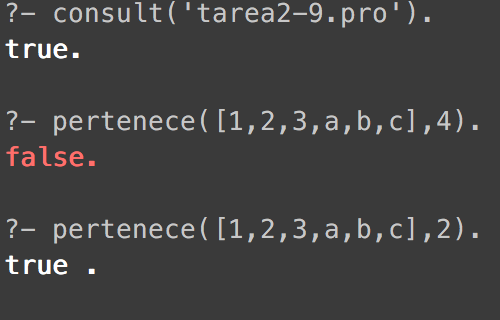 ?- consult('tarea2-9.pro').
true.
?- pertenece([1,2,3,a,b,c],4).
false.
?- pertenece([1,2,3,a,b,c],2).
true .